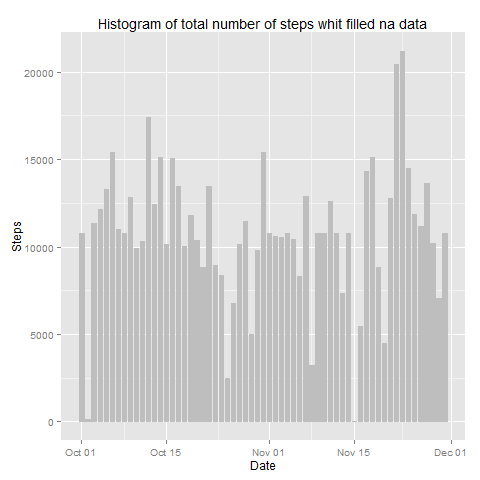 Histogram of total number of steps whit filled na data
20000
15000
10000
5000
0
Steps
Oct 01 Oct 15 Nov 01 Nov 15 Dec 01
Date